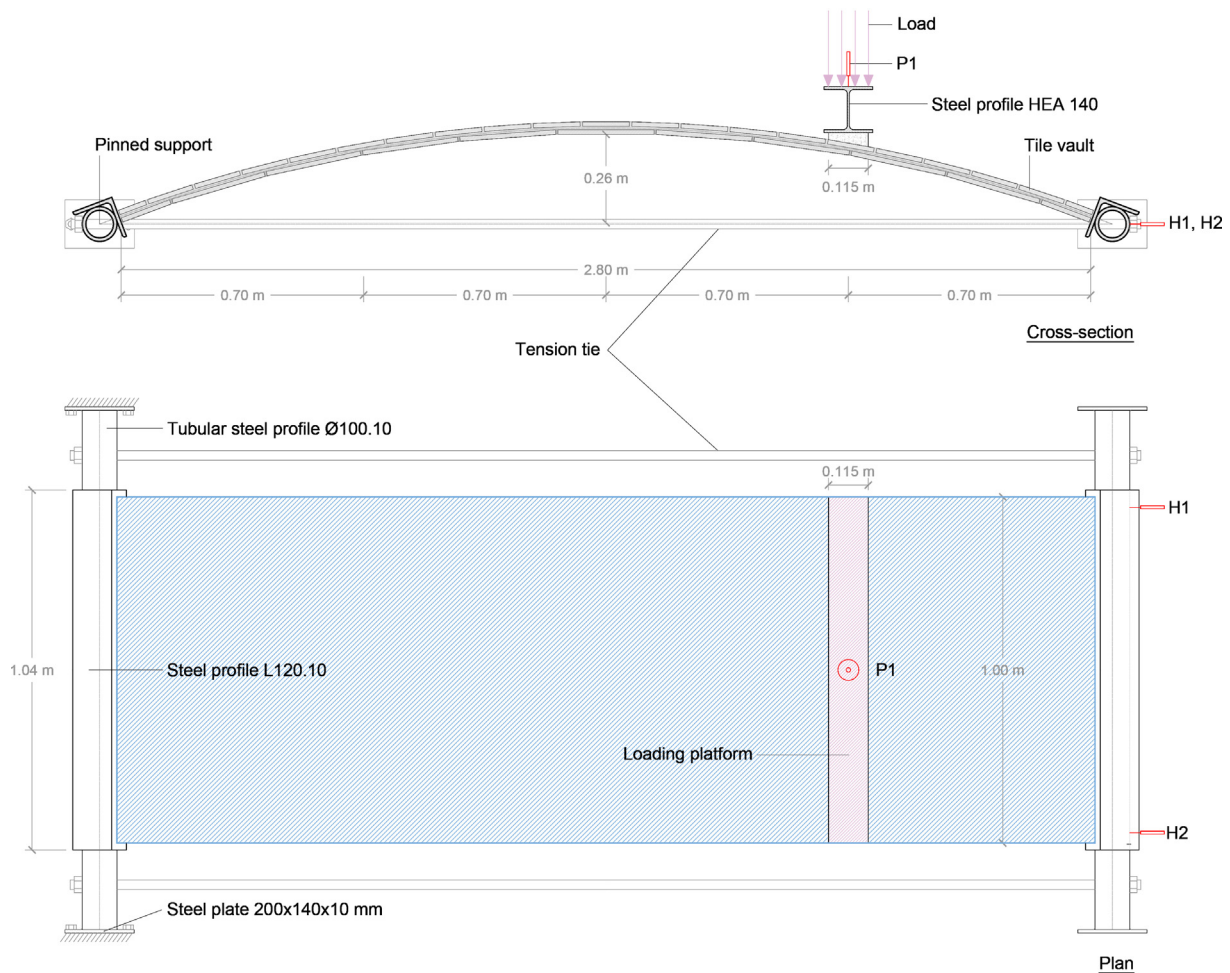 Load
P1
Steel profile HEA 140
Pinned support
Tile vault
0.26 m
0.115 m
H1, H2
2.80 m
0.70 m
0.70 m
0.70 m
0.70 m
Cross-section
Tension tie
Tubular steel profile Ø100.10
0.115 m
H1
1.04 m
Steel profile L120.10
P1
1.00 m
Loading platform
H2
Steel plate 200x140x10 mm
Plan